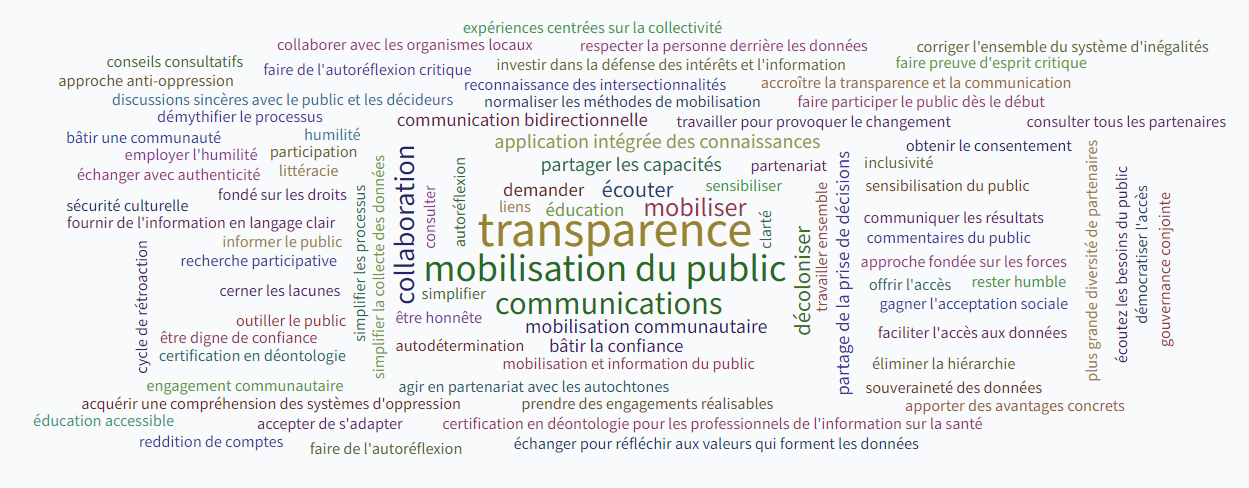 expériences centrées sur la collectivité
collaborer avec les organismes locaux
respecter la personne derrière les données
corriger l'ensemble du système d'inégalités
conseils consultatifs
faire de l'autoréflexion critique
investir dans la défense des intérêts et l'information
faire preuve d'esprit critique
approche anti-oppression
reconnaissance des intersectionnalités
accroître la transparence et la communication
discussions sincères avec le public et les décideurs
normaliser les méthodes de mobilisation
faire participer le public dès le début
démythifier le processus
communication bidirectionnelle
travailler pour provoquer le changement
consulter tous les partenaires
bâtir une communauté
humilité
application intégrée des connaissances
obtenir le consentement
employer l'humilité
participation
partager les capacités
partenariat
inclusivité
échanger avec authenticité
littéracie
fondé sur les droits
demander
écouter
sensibiliser
sensibilisation du public
sécurité culturelle
liens
éducation
mobiliser
fournir de l'information en langage clair
communiquer les résultats
informer le public
transparence
commentaires du public
recherche participative
mobilisation du public
approche fondée sur les forces
cerner les lacunes
simplifier
offrir l'accès
rester humble
communications
gagner l'acceptation sociale
outiller le public
être honnête
être digne de confiance
mobilisation communautaire
faciliter l'accès aux données
certification en déontologie
autodétermination
bâtir la confiance
mobilisation et information du public
éliminer la hiérarchie
engagement communautaire
agir en partenariat avec les autochtones
souveraineté des données
acquérir une compréhension des systèmes d'oppression
prendre des engagements réalisables
apporter des avantages concrets
éducation accessible
accepter de s'adapter
certification en déontologie pour les professionnels de l'information sur la santé
reddition de comptes
faire de l'autoréflexion
échanger pour réfléchir aux valeurs qui forment les données
cycle de rétroaction
simplifier les processus
simplifier la collecte des données
collaboration
consulter
autoréflexion
clarté
décoloniser
travailler ensemble
partage de la prise de décisions
plus grande diversité de partenaires
écoutez les besoins du public
démocratiser l'accès
gouvernance conjointe